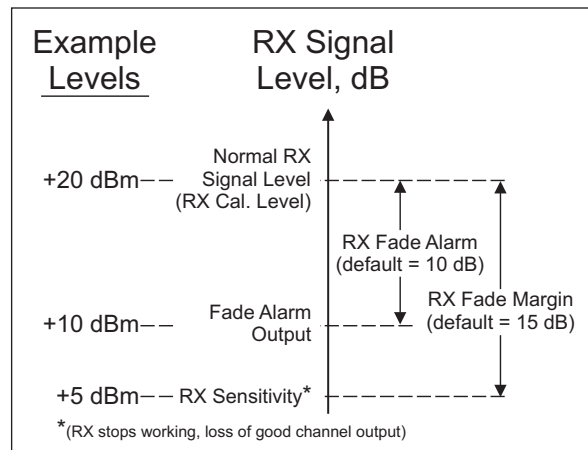 Example
Levels
RX Signal
Level, dB
+20 dBm
Normal RX
Signal Level
(RX Cal. Level)
RX Fade Alarm
(default = 10 dB)
RX Fade Margin
(default = 15 dB)
+10 dBm
Fade Alarm
Output
+5 dBm
RX Sensitivity*
*(RX stops working, loss of good channel output)